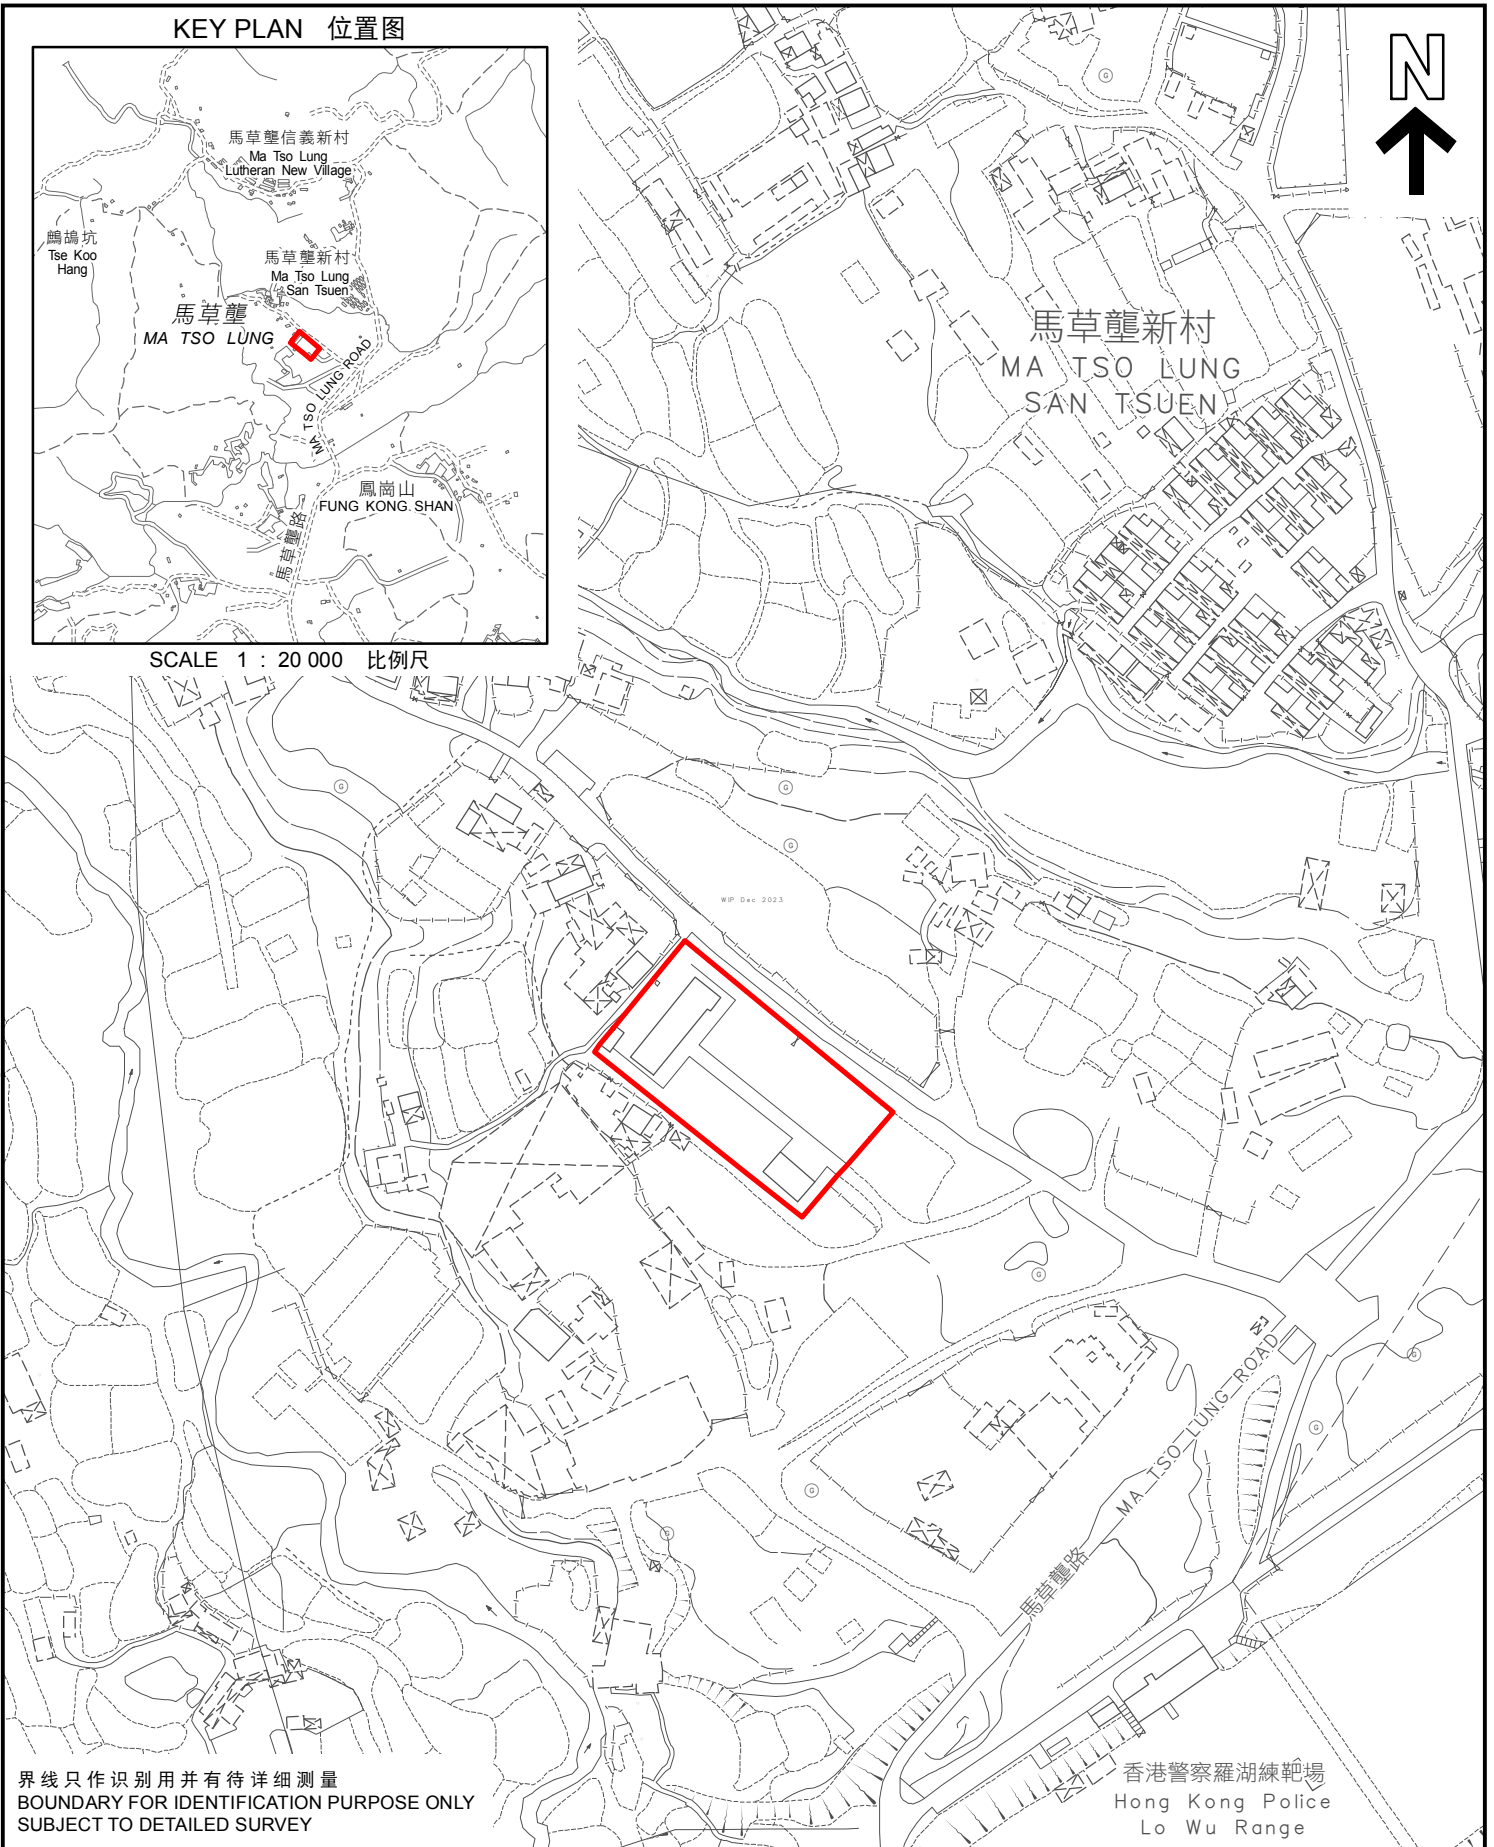 KEY PLAN 位置图
N
馬草壟信義新村
Ma Tso Lung
Lutheran New Village
鷓鴣坑
Tse Koo
Hang
馬草壟新村
Ma Tso Lung
San Tsuen
馬草壟
MA TSO LUNG
MA TSO LUNG ROAD
鳳崗山
FUNG KONG SHAN
馬草壟路
SCALE 1 : 20 000 比例尺
G
馬草壟新村
MA TSO LUNG
SAN TSUEN
G
G
G
WIP Dec 2023
G
G
G
G
G
MA TSO LUNG ROAD
馬草壟路
香港警察羅湖練靶場
Hong Kong Police
Lo Wu Range
界线只作识别用并有待详细测量
BOUNDARY FOR IDENTIFICATION PURPOSE ONLY
SUBJECT TO DETAILED SURVEY